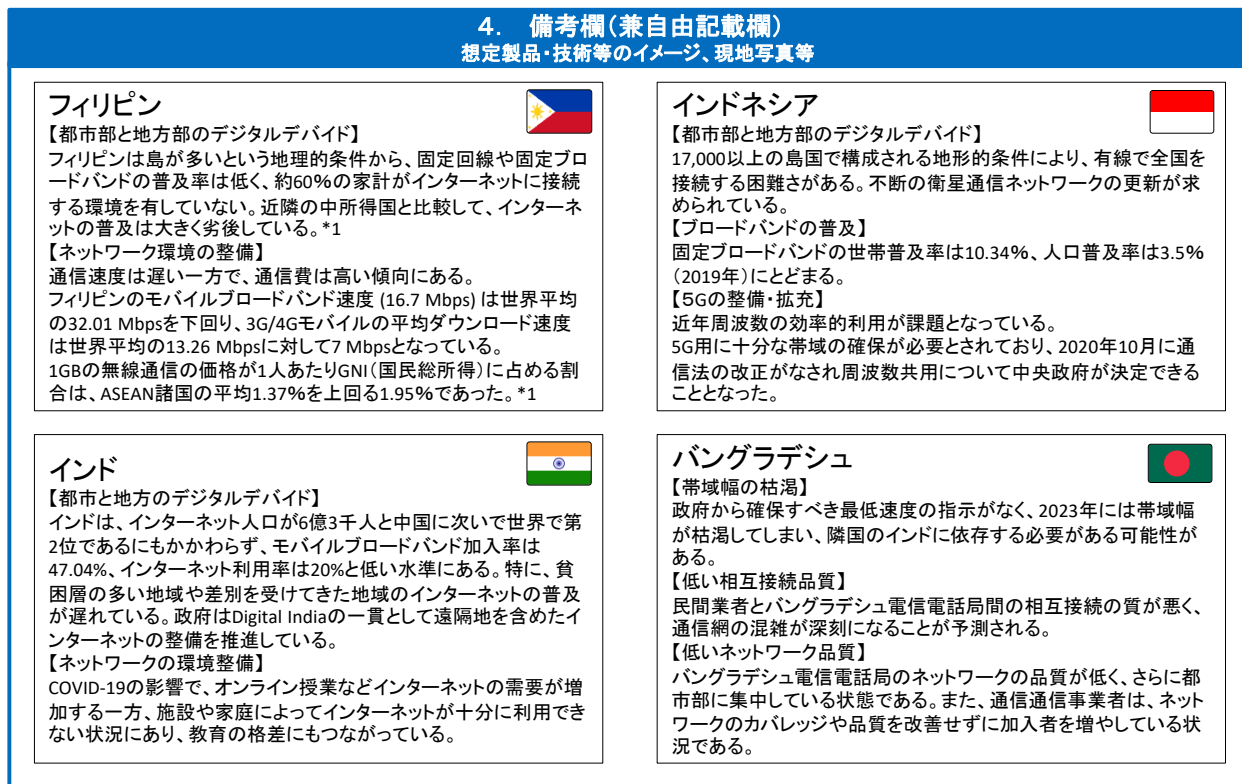 4. 備考欄(兼自由記載欄)
想定製品・技術等のイメージ、現地写真等
フィリピン
【都市部と地方部のデジタルデバイド】
フィリピンは島が多いという地理的条件から、固定回線や固定ブロ
ードバンドの普及率は低く、約60%の家計がインターネットに接続
する環境を有していない。近隣の中所得国と比較して、インターネ
ットの普及は大きく劣後している。*1
【ネットワーク環境の整備】
通信速度は遅い一方で、通信費は高い傾向にある。
フィリピンのモバイルブロードバンド速度 (16.7 Mbps) は世界平均
の32.01 Mbpsを下回り、3G/4Gモバイルの平均ダウンロード速度
は世界平均の13.26 Mbpsに対して7 Mbpsとなっている。
1GBの無線通信の価格が1人あたりGNI(国民総所得)に占める割
合は、ASEAN諸国の平均1.37%を上回る1.95%であった。*1
インドネシア
【都市部と地方部のデジタルデバイド】
17,000以上の島国で構成される地形的条件により、有線で全国を
接続する困難さがある。不断の衛星通信ネットワークの更新が求
められている。
【ブロードバンドの普及】
固定ブロードバンドの世帯普及率は10.34%、人口普及率は3.5%
(2019年)にとどまる。
【5Gの整備・拡充】
近年周波数の効率的利用が課題となっている。
5G用に十分な帯域の確保が必要とされており、2020年10月に通
信法の改正がなされ周波数共用について中央政府が決定できる
こととなった。
インド
【都市と地方のデジタルデバイド】
インドは、インターネット人口が6億3千人と中国に次いで世界で第
2位であるにもかかわらず、モバイルブロードバンド加入率は
47.04%、インターネット利用率は20%と低い水準にある。特に、貧
困層の多い地域や差別を受けてきた地域のインターネットの普及
が遅れている。政府はDigital Indiaの一貫として遠隔地を含めたイ
ンターネットの整備を推進している。
【ネットワークの環境整備】
COVID-19の影響で、オンライン授業などインターネットの需要が増
加する一方、施設や家庭によってインターネットが十分に利用でき
ない状況にあり、教育の格差にもつながっている。
バングラデシュ
【帯域幅の枯渇】
政府から確保すべき最低速度の指示がなく、2023年には帯域幅
が枯渇してしまい、隣国のインドに依存する必要がある可能性が
ある。
【低い相互接続品質】
民間業者とバングラデシュ電信電話局間の相互接続の質が悪く、
通信網の混雑が深刻になることが予測される。
【低いネットワーク品質】
バングラデシュ電信電話局のネットワークの品質が低く、さらに都
市部に集中している状態である。また、通信通信事業者は、ネット
ワークのカバレッジや品質を改善せずに加入者を増やしている状
況である。